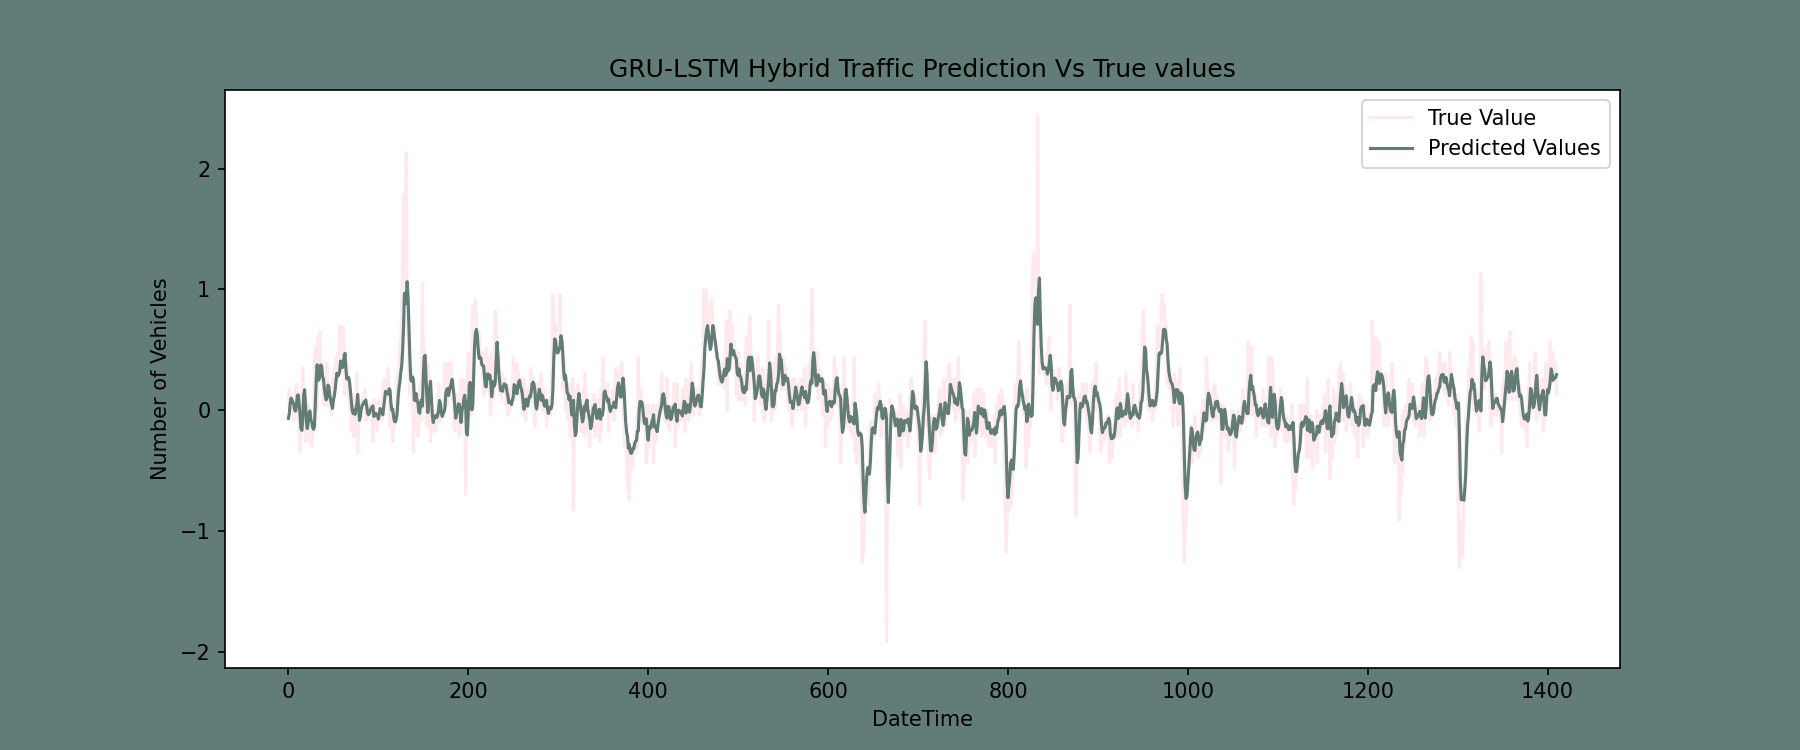 GRU-LSTM Hybrid Traffic Prediction Vs True values
True Value
Predicted Values
Number of Vehicles
2
1
0
−1
−2
0 200 400 600 800 1000 1200 1400
DateTime